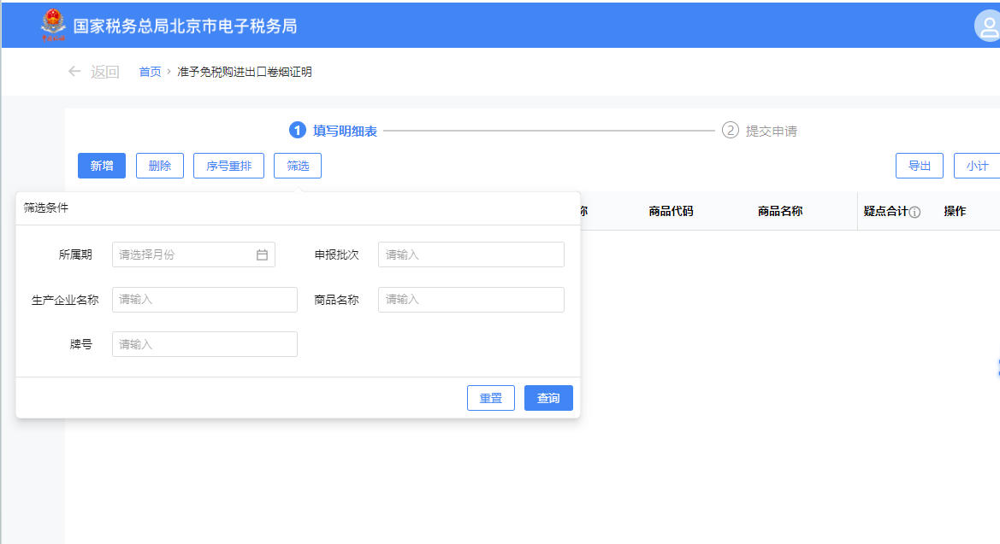 国家税务总局北京市电子税务局
返回 首页 准予免税购进出口卷烟证明
1 填写明细表 2 提交申请
新增 删除 序号重排 筛选 导出 小计
筛选条件
称 商品代码 商品名称 疑点合计 操作
所属期 请选择月份 申报批次 请输入
生产企业名称 请输入 商品名称 请输入
牌号 请输入
重置 查询